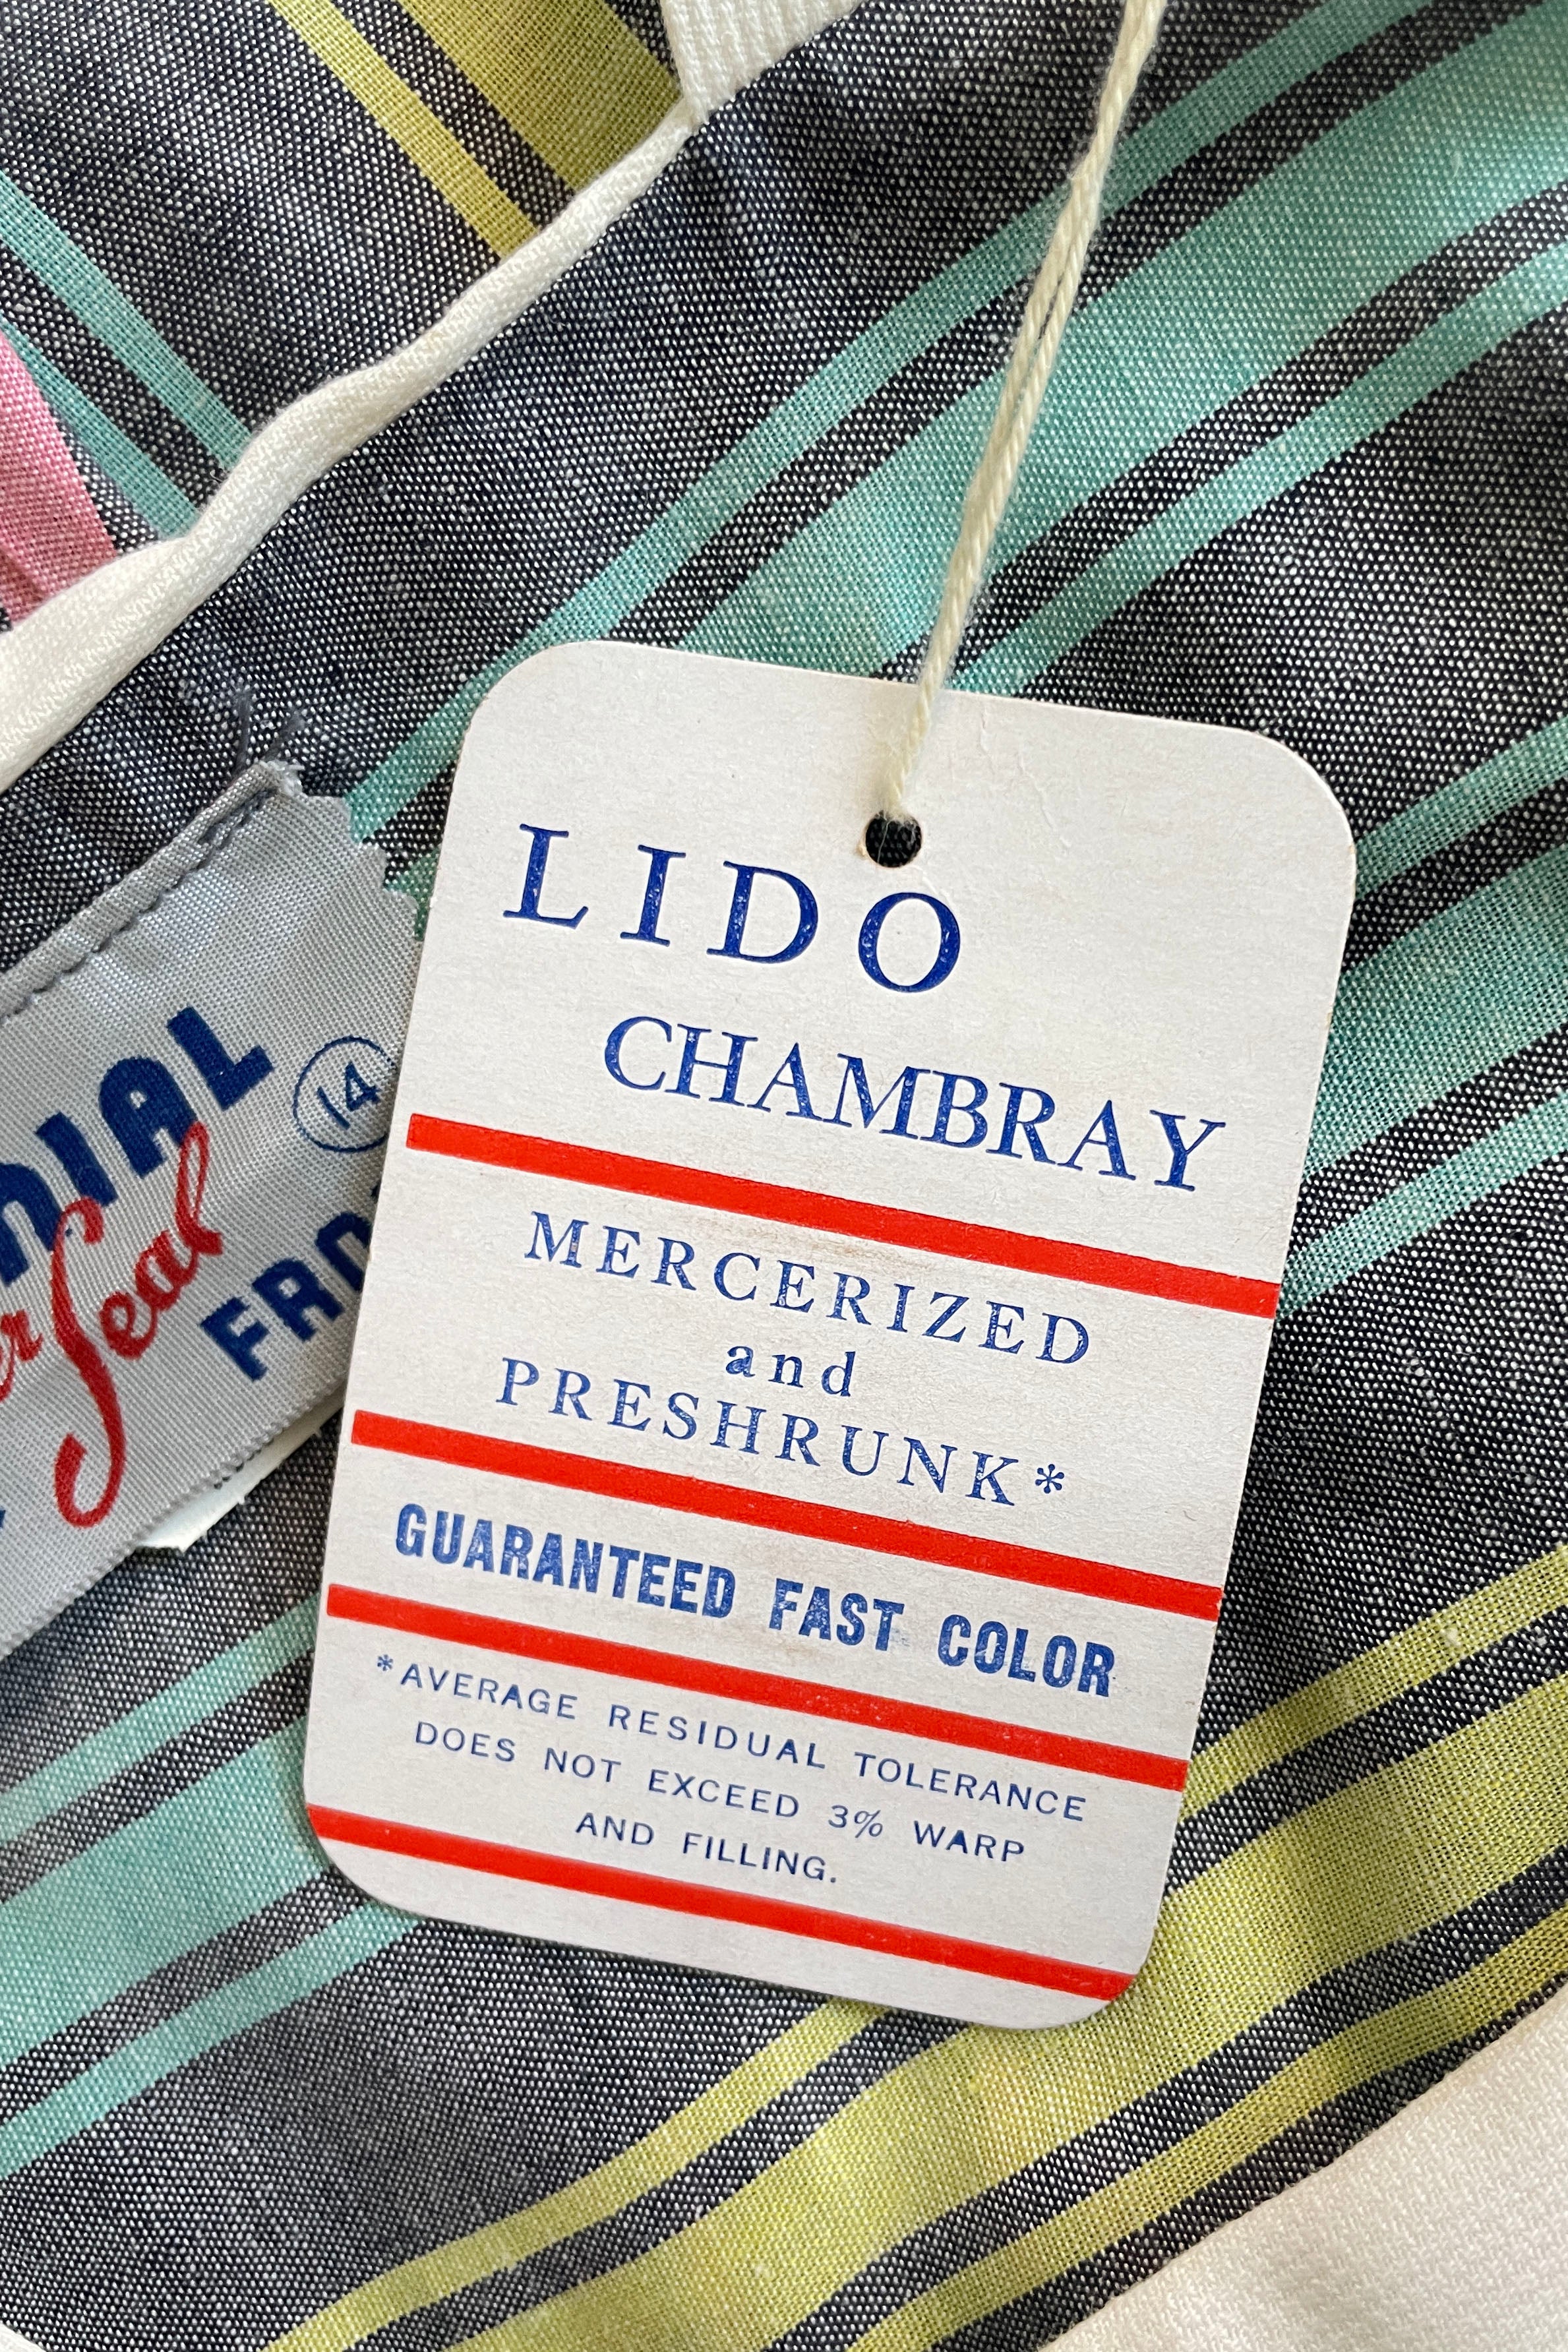 LIDO
CHAMBRAY
MERCERIZED
and
PRESHRUNK*
GUARANTEED FAST COLOR
*AVERAGE RESIDUAL TOLERANCE
DOES NOT EXCEED 3% WARP
AND FILLING.
14
Seal